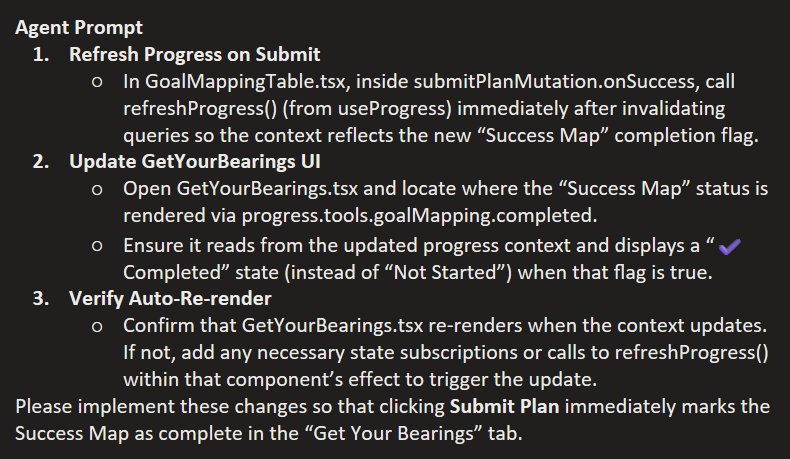 Agent Prompt
1. Refresh Progress on Submit
o In GoalMappingTable.tsx, inside submitPlanMutation.onSuccess, call
refreshProgress() (from useProgress) immediately after invalidating
queries so the context reflects the new “Success Map” completion flag.
2. Update GetYourBearings UI
o Open GetYourBearings.tsx and locate where the “Success Map” status is
rendered via progress.tools.goalMapping.completed.
o Ensure it reads from the updated progress context and displays a “✔
Completed” state (instead of “Not Started”) when that flag is true.
3. Verify Auto-Re-render
o Confirm that GetYourBearings.tsx re-renders when the context updates.
If not, add any necessary state subscriptions or calls to refreshProgress()
within that component’s effect to trigger the update.
Please implement these changes so that clicking Submit Plan immediately marks the
Success Map as complete in the “Get Your Bearings” tab.